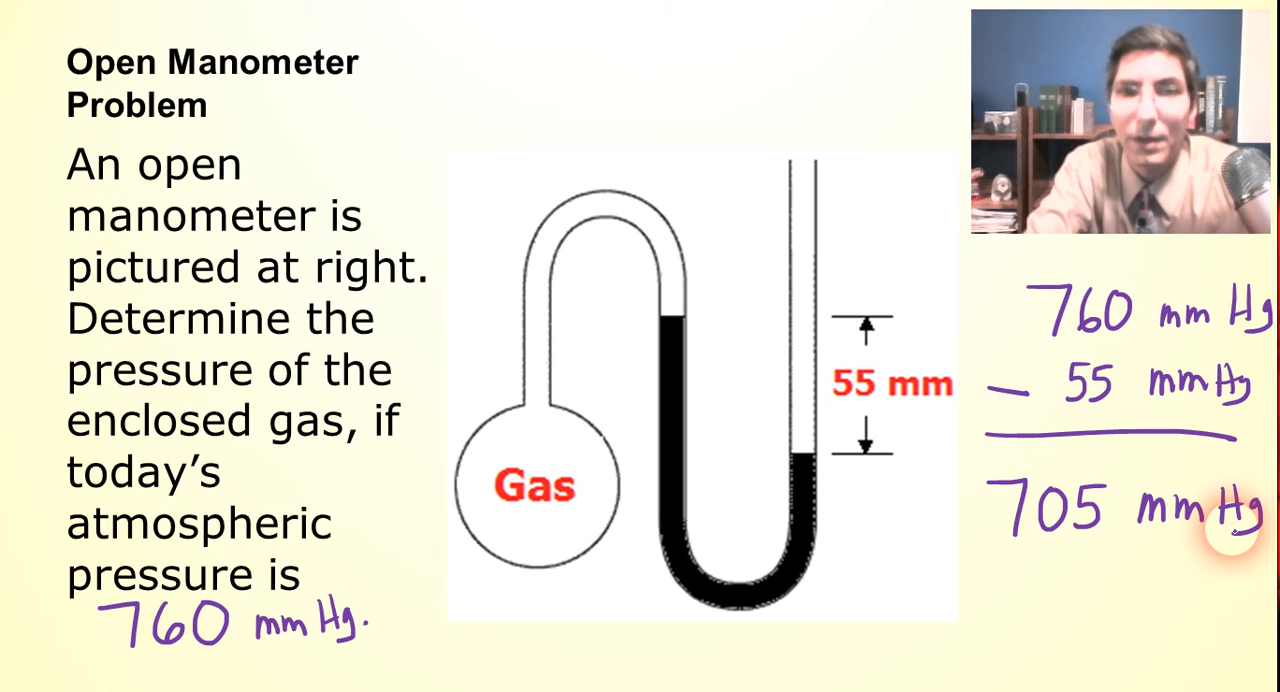 Open Manometer
Problem
An open
manometer is
pictured at right.
Determine the
pressure of the
enclosed gas, if
today's
atmospheric
pressure is
760 mm Hg.
Gas
55 mm
760 mm Hg
- 55 mm Hg
705 mm Hg